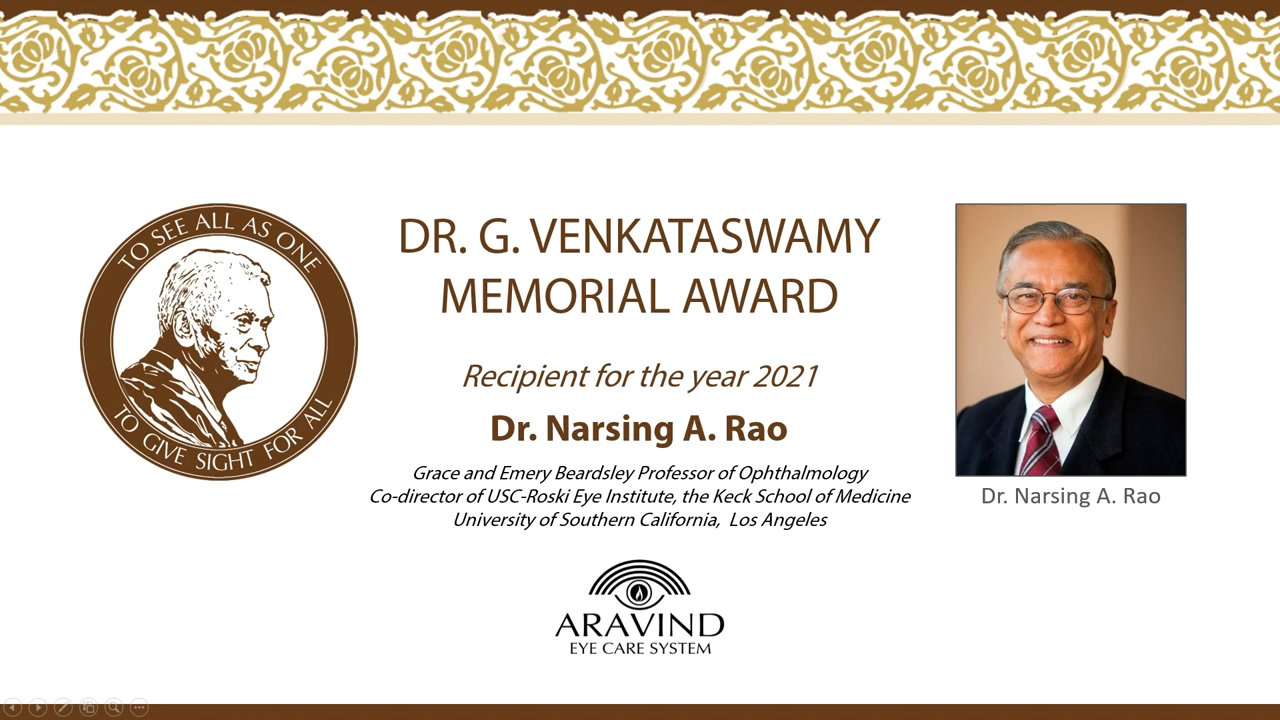 TO SEE ALL AS ONE
TO GIVE SIGHT FOR ALL
DR. G. VENKATASWAMY
MEMORIAL AWARD
Recipient for the year 2021
Dr. Narsing A. Rao
Grace and Emery Beardsley Professor of Ophthalmology
Co-director of USC-Roski Eye Institute, the Keck School of Medicine
University of Southern California, Los Angeles
Dr. Narsing A. Rao
ARAVIND
EYE CARE SYSTEM